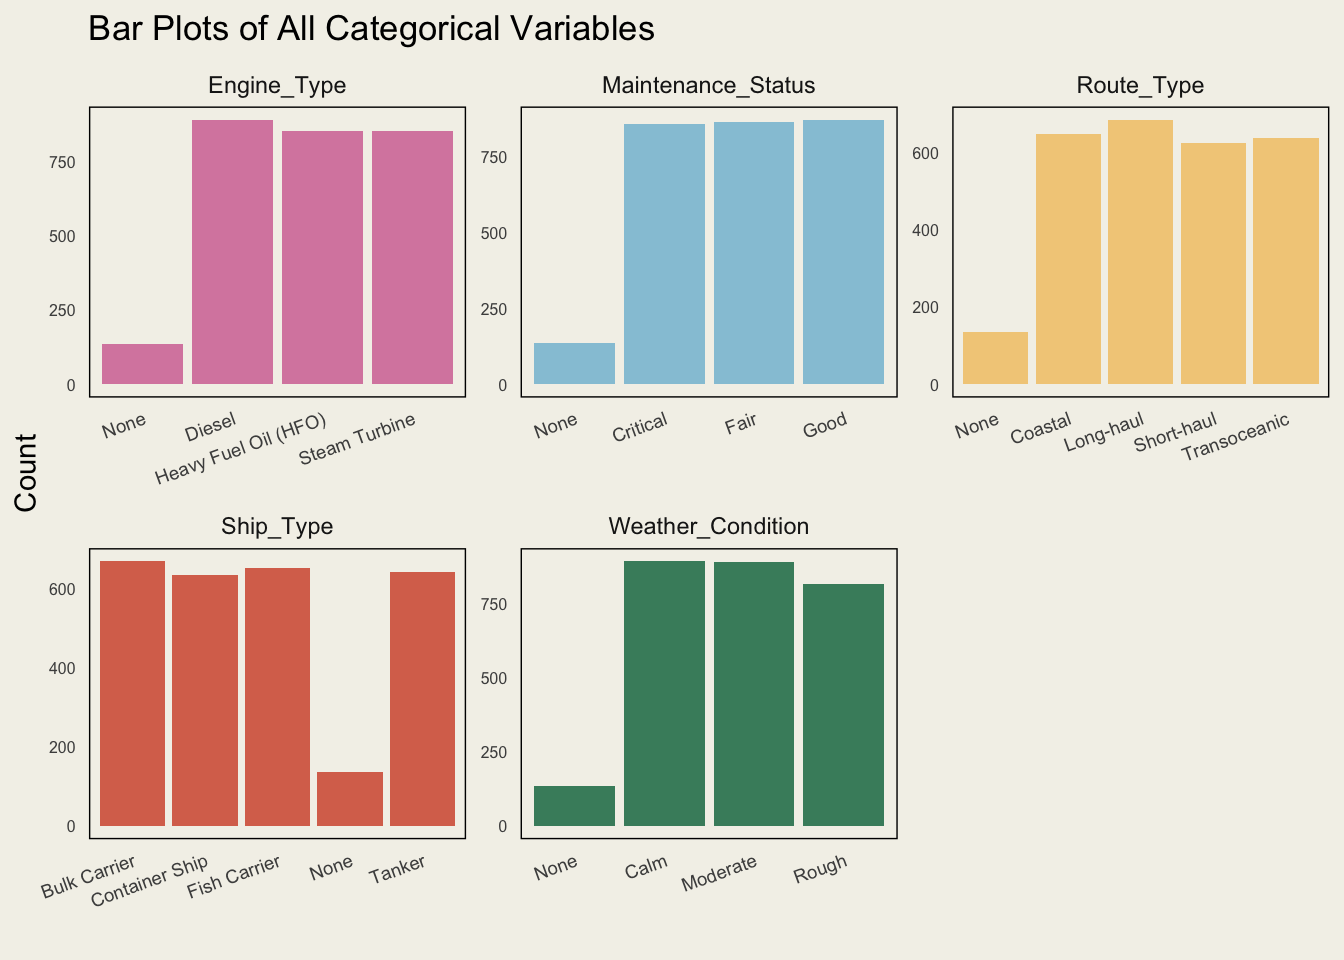 Bar Plots of All Categorical Variables
Count
Engine_Type
750
500
250
0
None
Diesel
Heavy Fuel Oil (HFO)
Steam Turbine
Maintenance_Status
750
500
250
0
None
Critical
Fair
Good
Route_Type
600
400
200
0
None
Coastal
Long-haul
Short-haul
Transoceanic
Ship_Type
600
400
200
0
Bulk Carrier
Container Ship
Fish Carrier
None
Tanker
Weather_Condition
750
500
250
0
None
Calm
Moderate
Rough